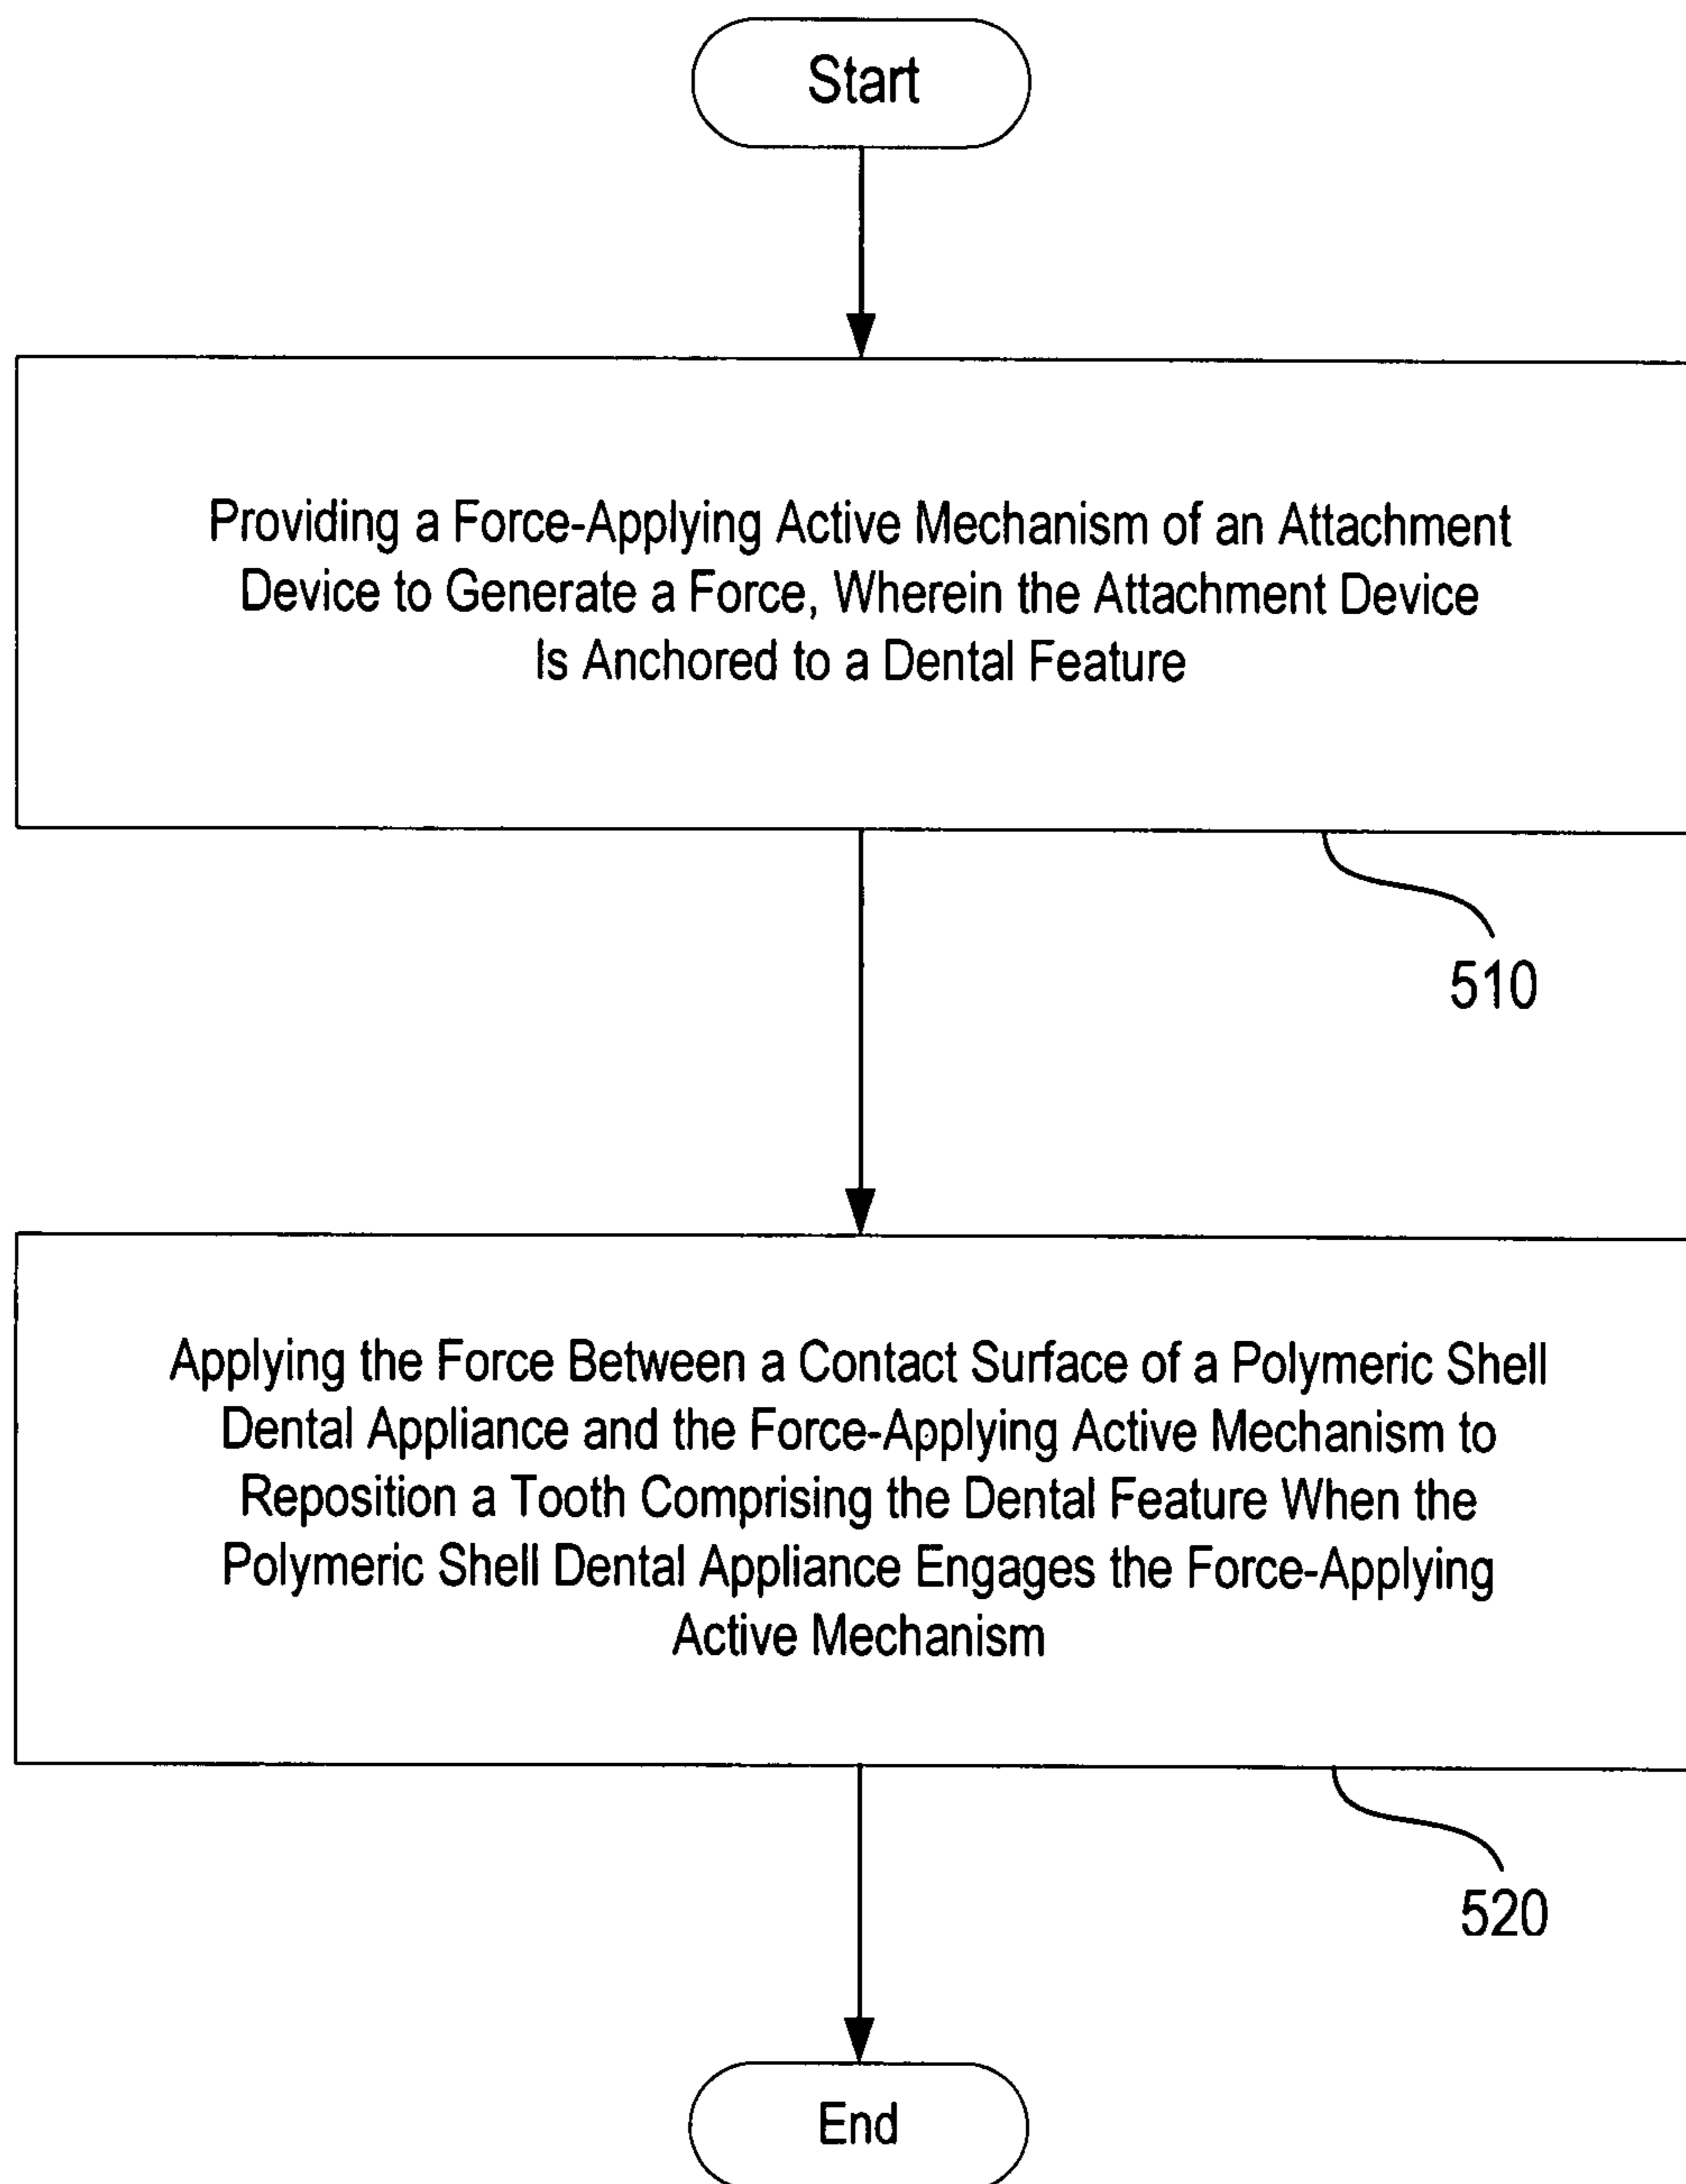 Start
Providing a Force-Applying Active Mechanism of an Attachment
Device to Generate a Force, Wherein the Attachment Device
Is Anchored to a Dental Feature
510
Applying the Force Between a Contact Surface of a Polymeric Shell
Dental Appliance and the Force-Applying Active Mechanism to
Reposition a Tooth Comprising the Dental Feature When the
Polymeric Shell Dental Appliance Engages the Force-Applying
Active Mechanism
520
End